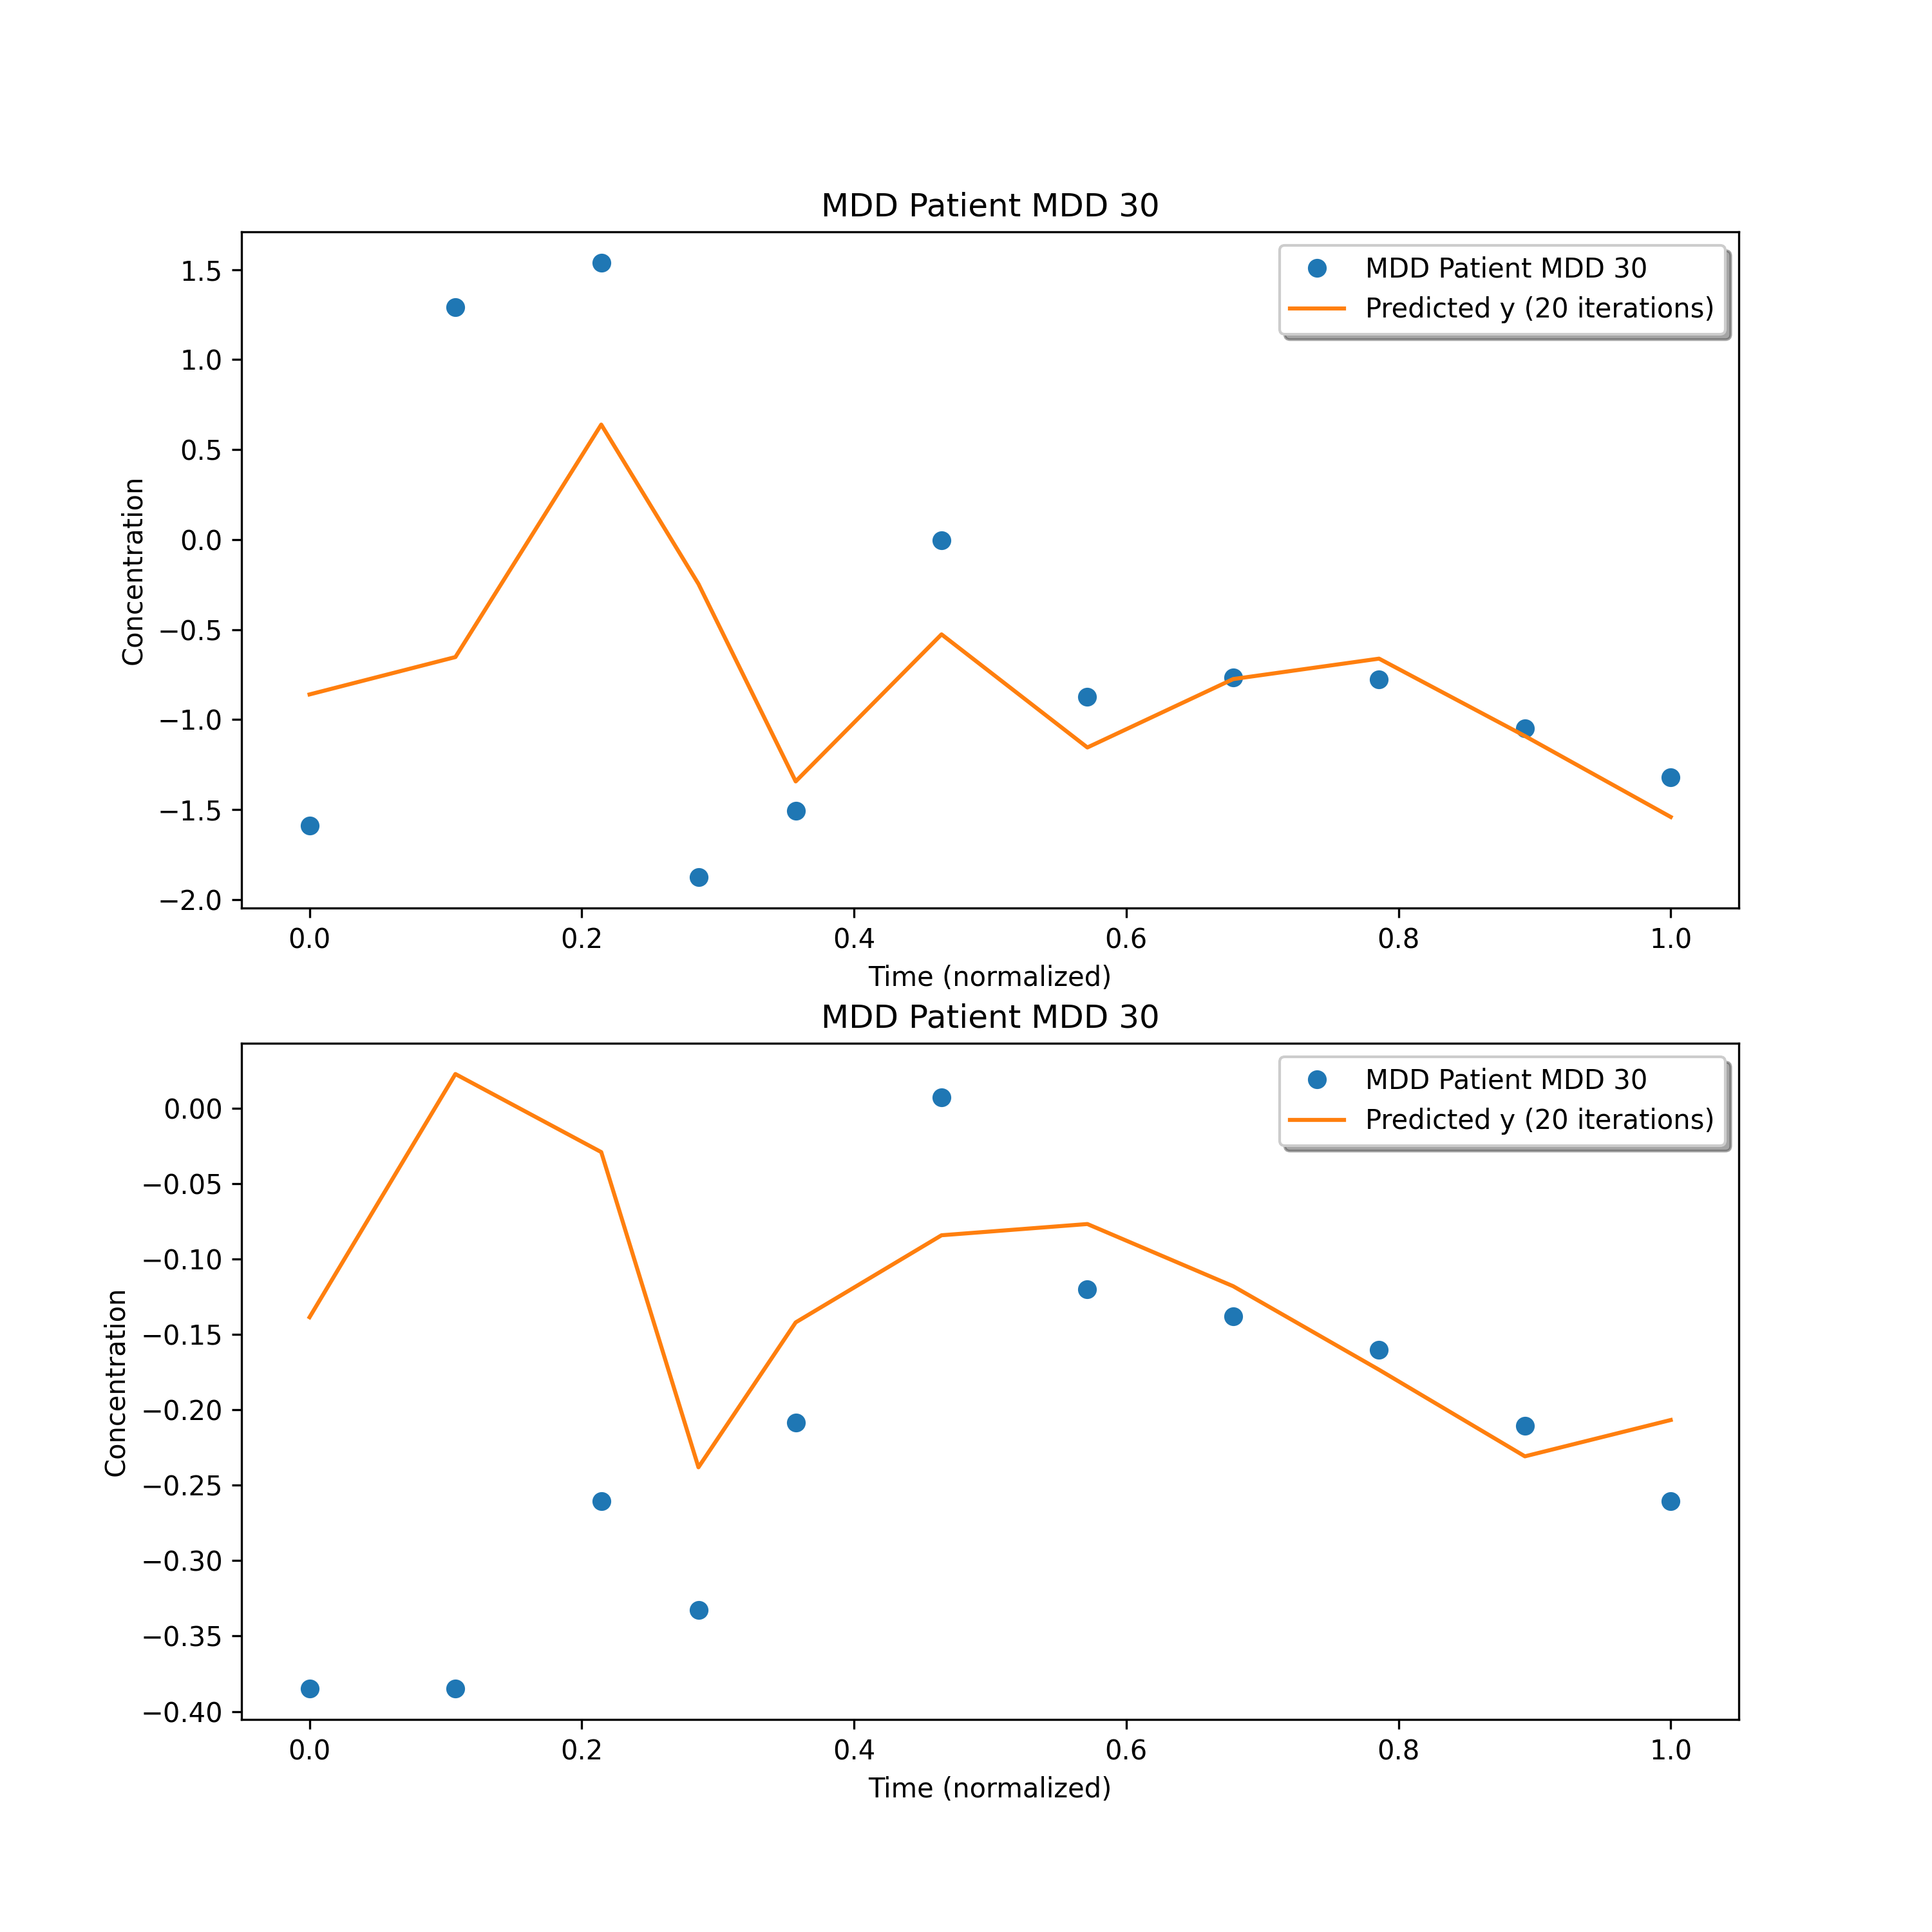 MDD Patient MDD 30
MDD Patient MDD 30
Predicted y (20 iterations)
Concentration
1.5
1.0
0.5
0.0
−0.5
−1.0
−1.5
−2.0
0.0 0.2 0.4 0.6 0.8 1.0
Time (normalized)
MDD Patient MDD 30
MDD Patient MDD 30
Predicted y (20 iterations)
Concentration
0.00
−0.05
−0.10
−0.15
−0.20
−0.25
−0.30
−0.35
−0.40
0.0 0.2 0.4 0.6 0.8 1.0
Time (normalized)